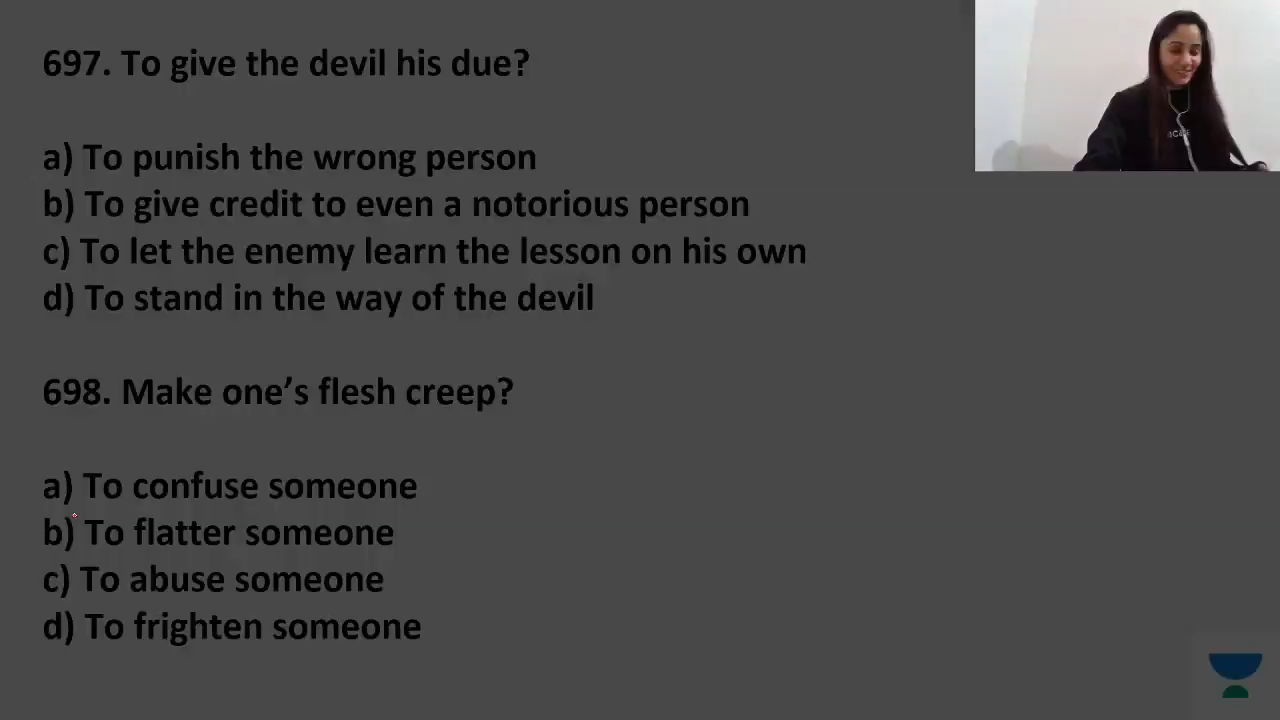 697. To give the devil his due?
a) To punish the wrong person
b) To give credit to even a notorious person
c) To let the enemy learn the lesson on his own
d) To stand in the way of the devil
698. Make one’s flesh creep?
a) To confuse someone
b) To flatter someone
c) To abuse someone
d) To frighten someone